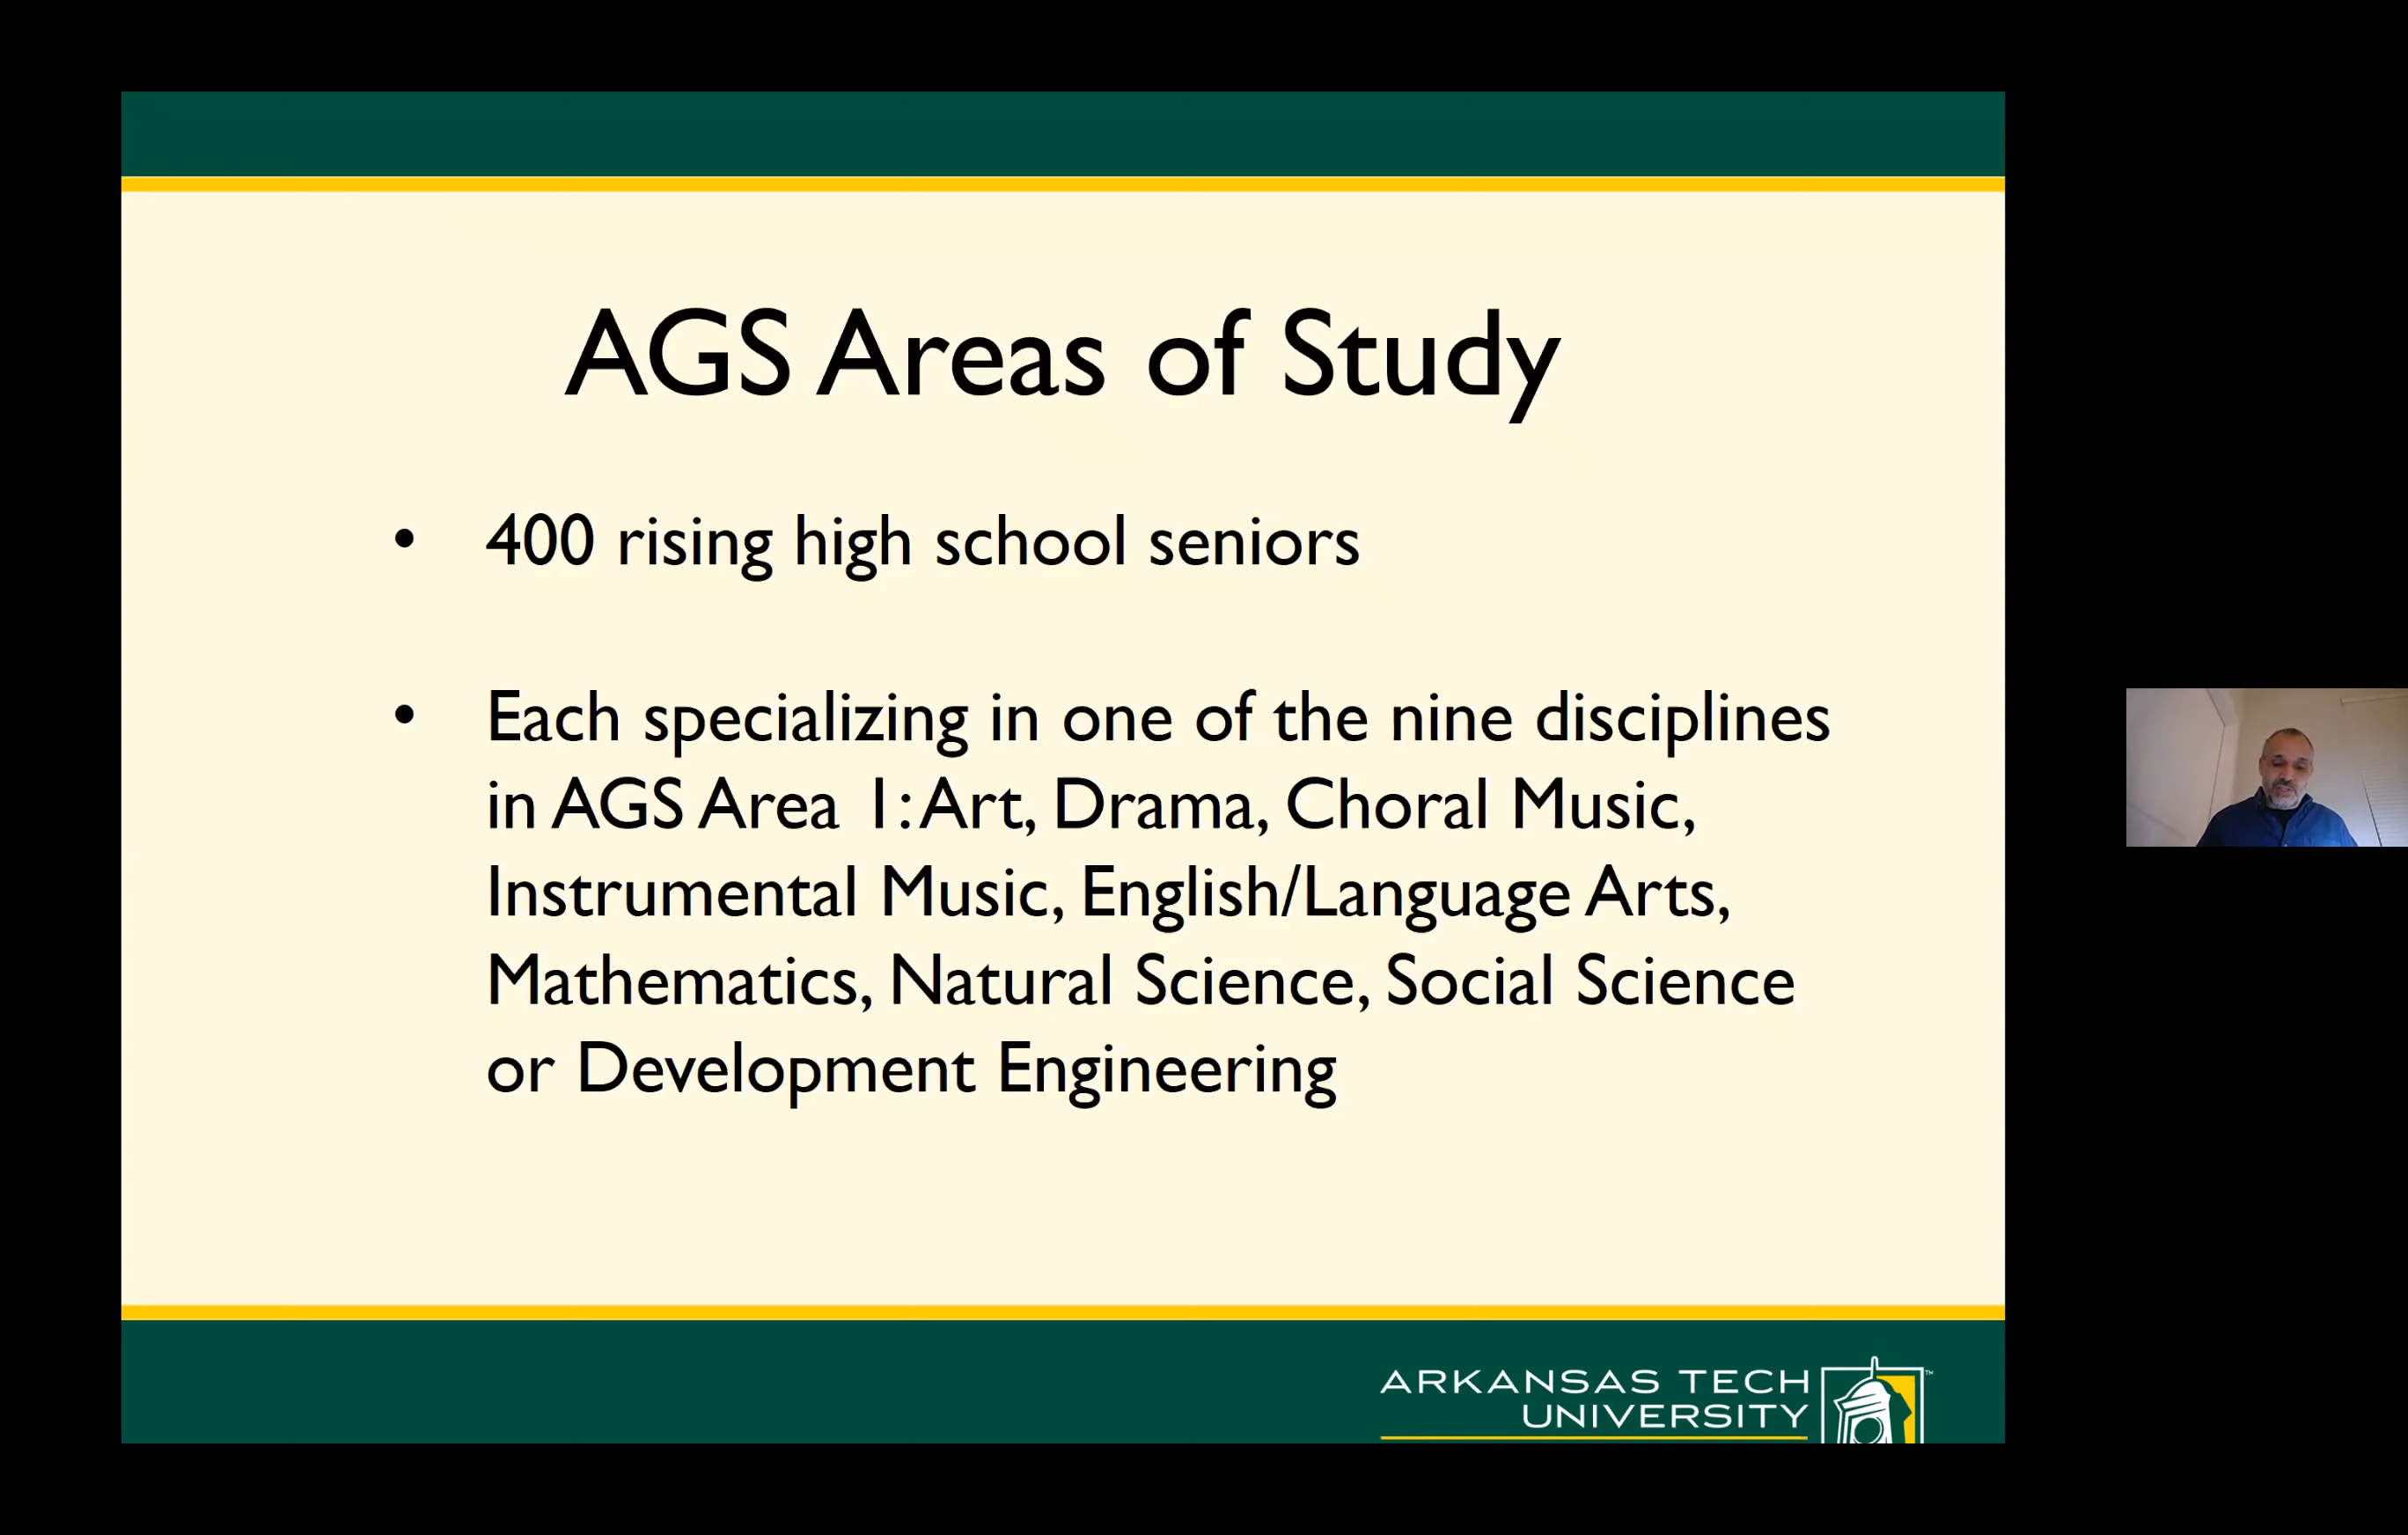 AGS Areas of Study
• 400 rising high school seniors
• Each specializing in one of the nine disciplines
in AGS Area 1: Art, Drama, Choral Music,
Instrumental Music, English/Language Arts,
Mathematics, Natural Science, Social Science
or Development Engineering
ARKANSAS TECH
UNIVERSITY
™